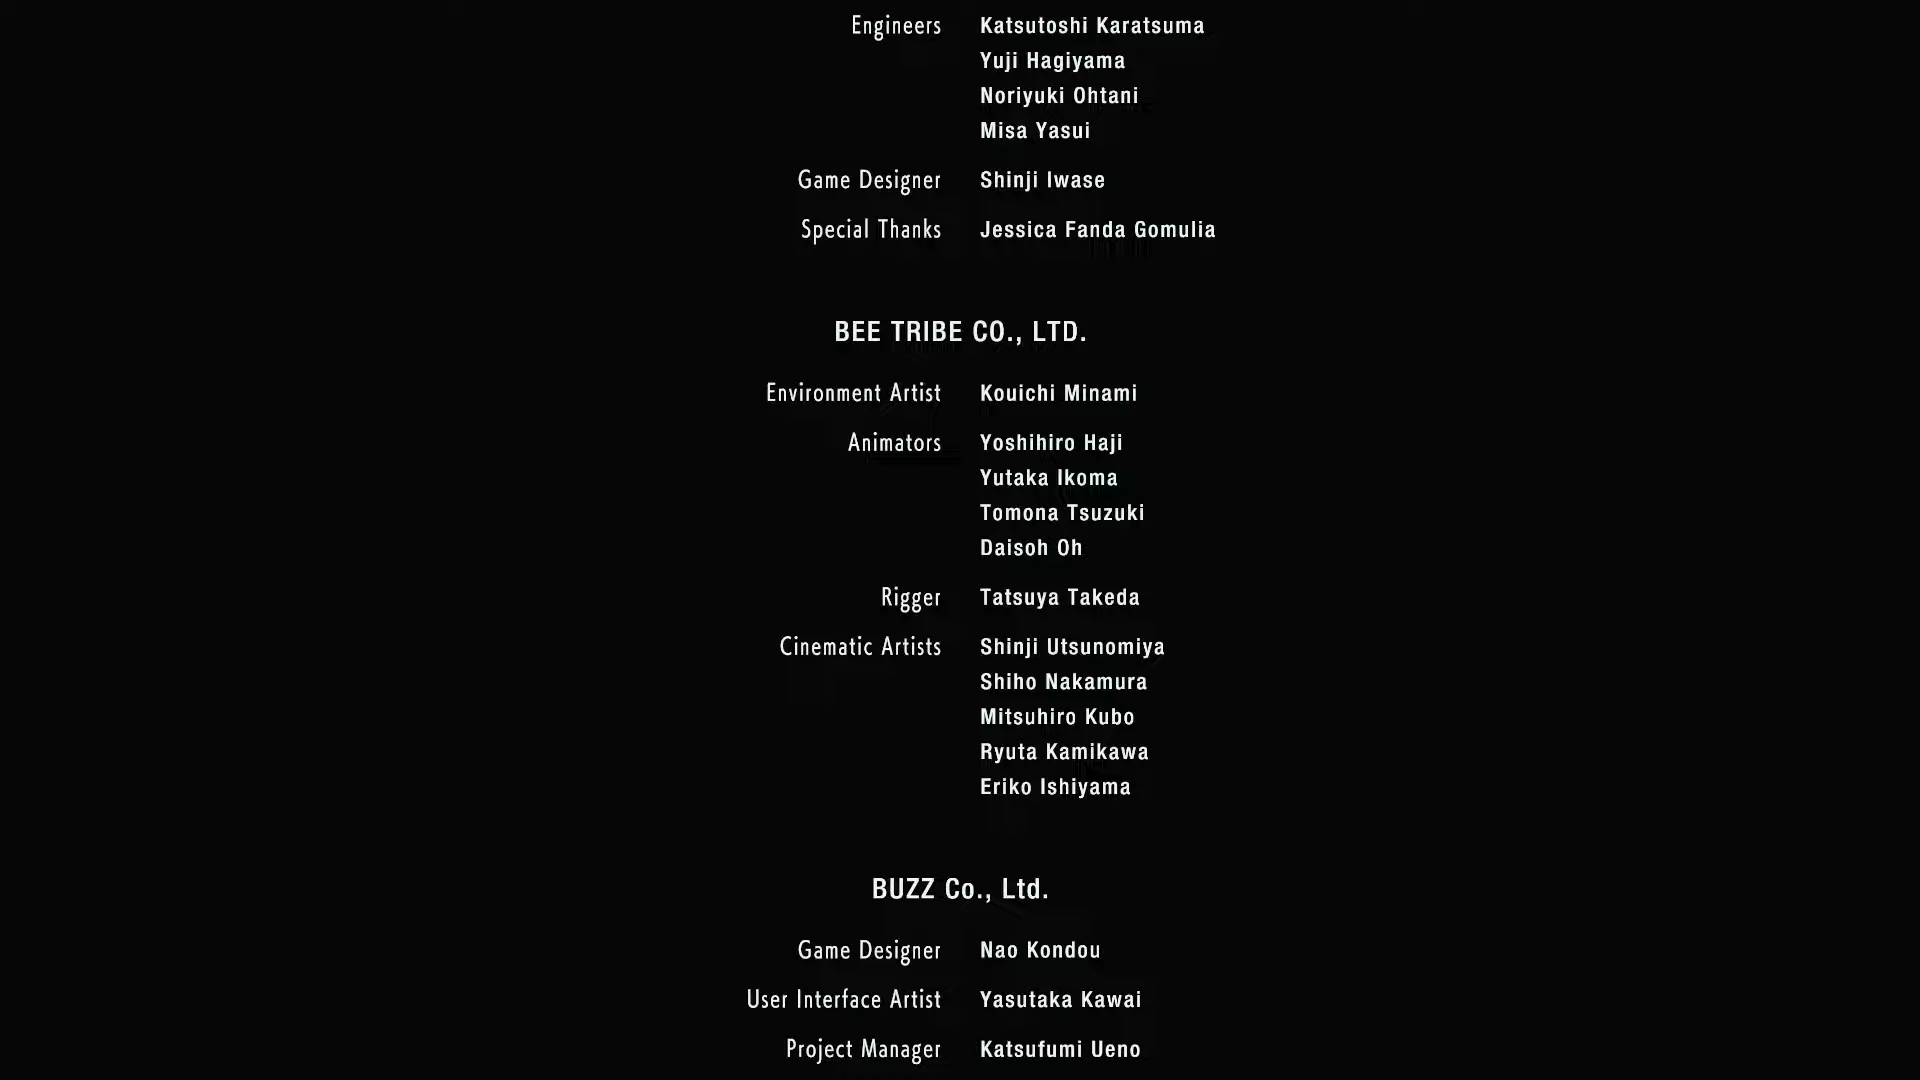 Engineers Katsutoshi Karatsuma
Yuji Hagiyama
Noriyuki Ohtani
Misa Yasui
Game Designer Shinji Iwase
Special Thanks Jessica Fanda Gomulia
BEE TRIBE CO., LTD.
Environment Artist Kouichi Minami
Animators Yoshihiro Haji
Yutaka Ikoma
Tomona Tsuzuki
Daisoh Oh
Rigger Tatsuya Takeda
Cinematic Artists Shinji Utsunomiya
Shiho Nakamura
Mitsuhiro Kubo
Ryuta Kamikawa
Eriko Ishiyama
BUZZ Co., Ltd.
Game Designer Nao Kondou
User Interface Artist Yasutaka Kawai
Project Manager Katsufumi Ueno